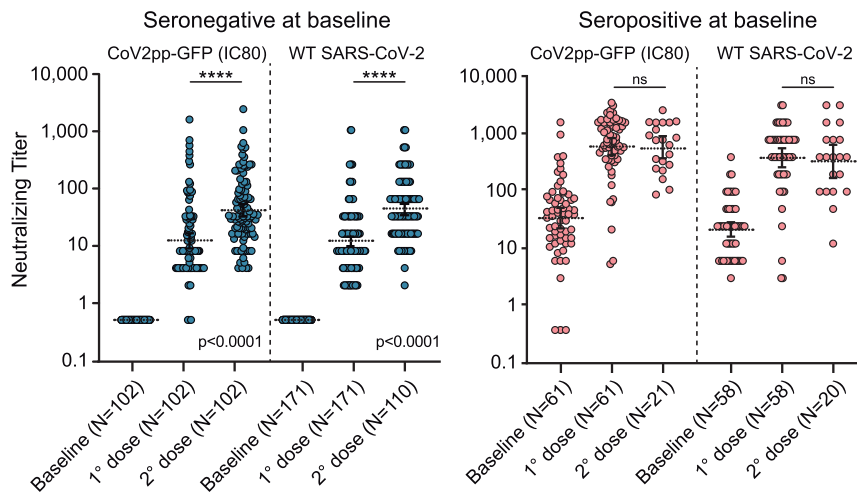 Seronegative at baseline
CoV2pp-GFP (IC80) WT SARS-CoV-2
**** ****
Neutralizing Titer
10,000
1,000
100
10
1
0.1
p<0.0001 p<0.0001
Baseline (N=102)
1° dose (N=102)
2° dose (N=102)
Baseline (N=171)
1° dose (N=171)
2° dose (N=110)
Seropositive at baseline
CoV2pp-GFP (IC80) WT SARS-CoV-2
ns ns
10,000
1,000
100
10
1
0.1
Baseline (N=61)
1° dose (N=61)
2° dose (N=21)
Baseline (N=58)
1° dose (N=58)
2° dose (N=20)